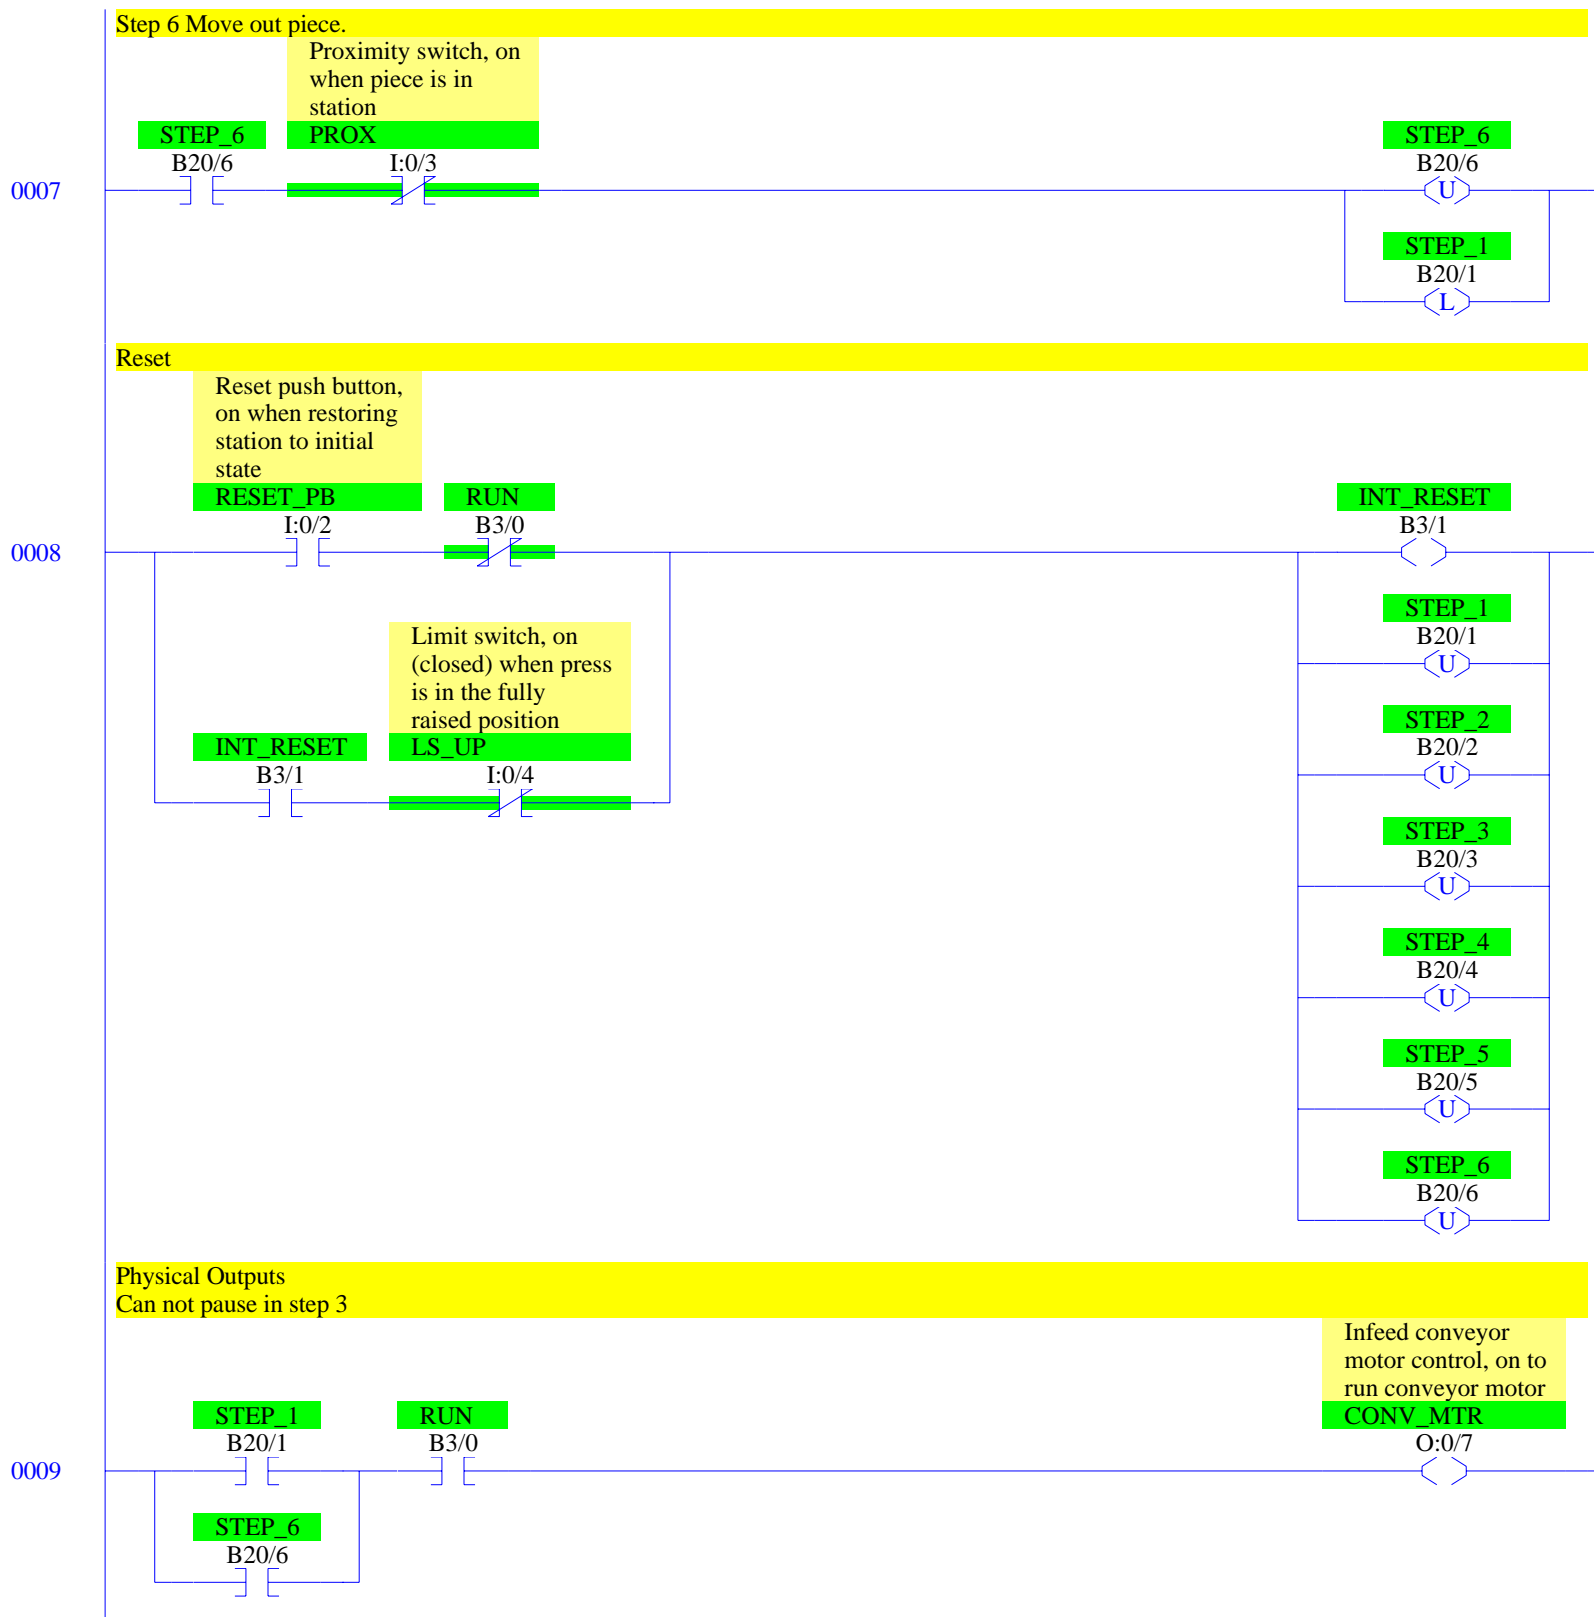 Step 6 Move out piece.
Proximity switch, on
when piece is in
station
STEP_6
PROX
STEP_6
B20/6
I:0/3
B20/6
0007
U
STEP_1
B20/1
L
Reset
Reset push button,
on when restoring
station to initial
state
RESET_PB
RUN
INT_RESET
I:0/2
B3/0
B3/1
0008
STEP_1
B20/1
U
Limit switch, on
(closed) when press
is in the fully
raised position
INT_RESET
LS_UP
B3/1
I:0/4
STEP_2
B20/2
U
STEP_3
B20/3
U
STEP_4
B20/4
U
STEP_5
B20/5
U
STEP_6
B20/6
U
Physical Outputs
Can not pause in step 3
Infeed conveyor
motor control, on to
run conveyor motor
STEP_1
RUN
CONV_MTR
B20/1
B3/0
O:0/7
0009
STEP_6
B20/6